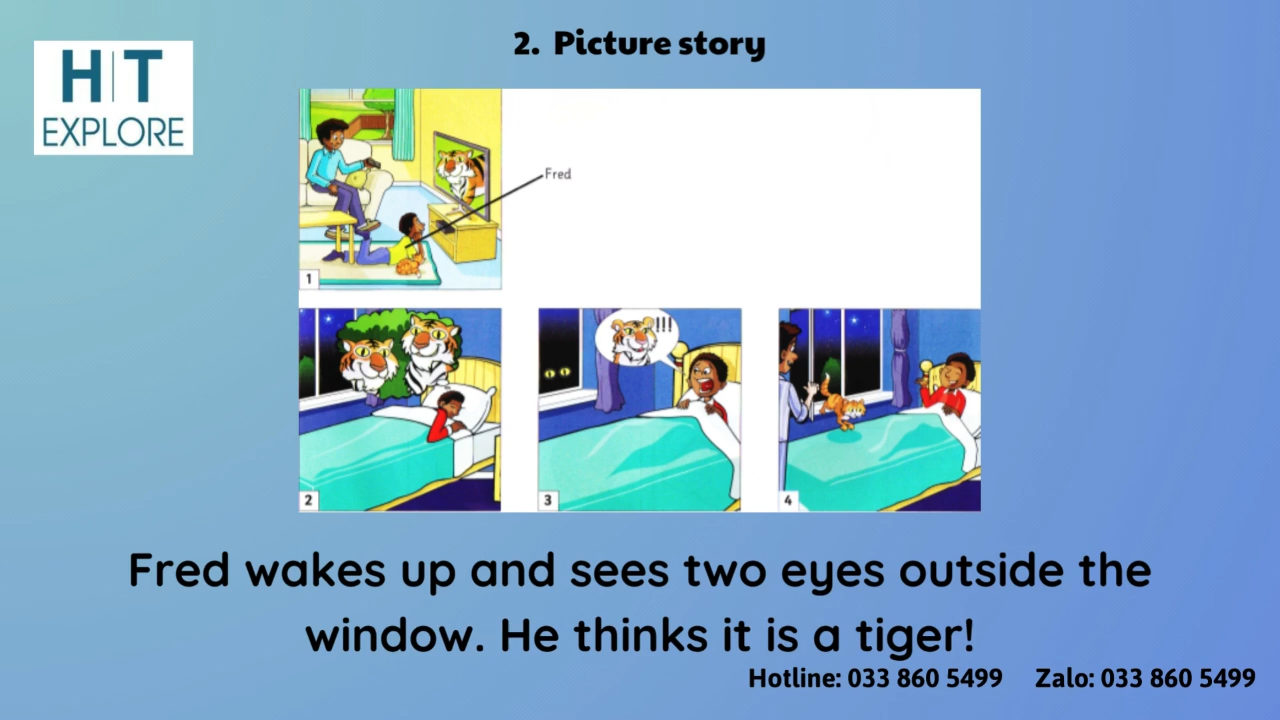 2. Picture story
H|T
EXPLORE
Fred
1
!!!
2
3
4
Fred wakes up and sees two eyes outside the
window. He thinks it is a tiger!
Hotline: 033 860 5499 Zalo: 033 860 5499